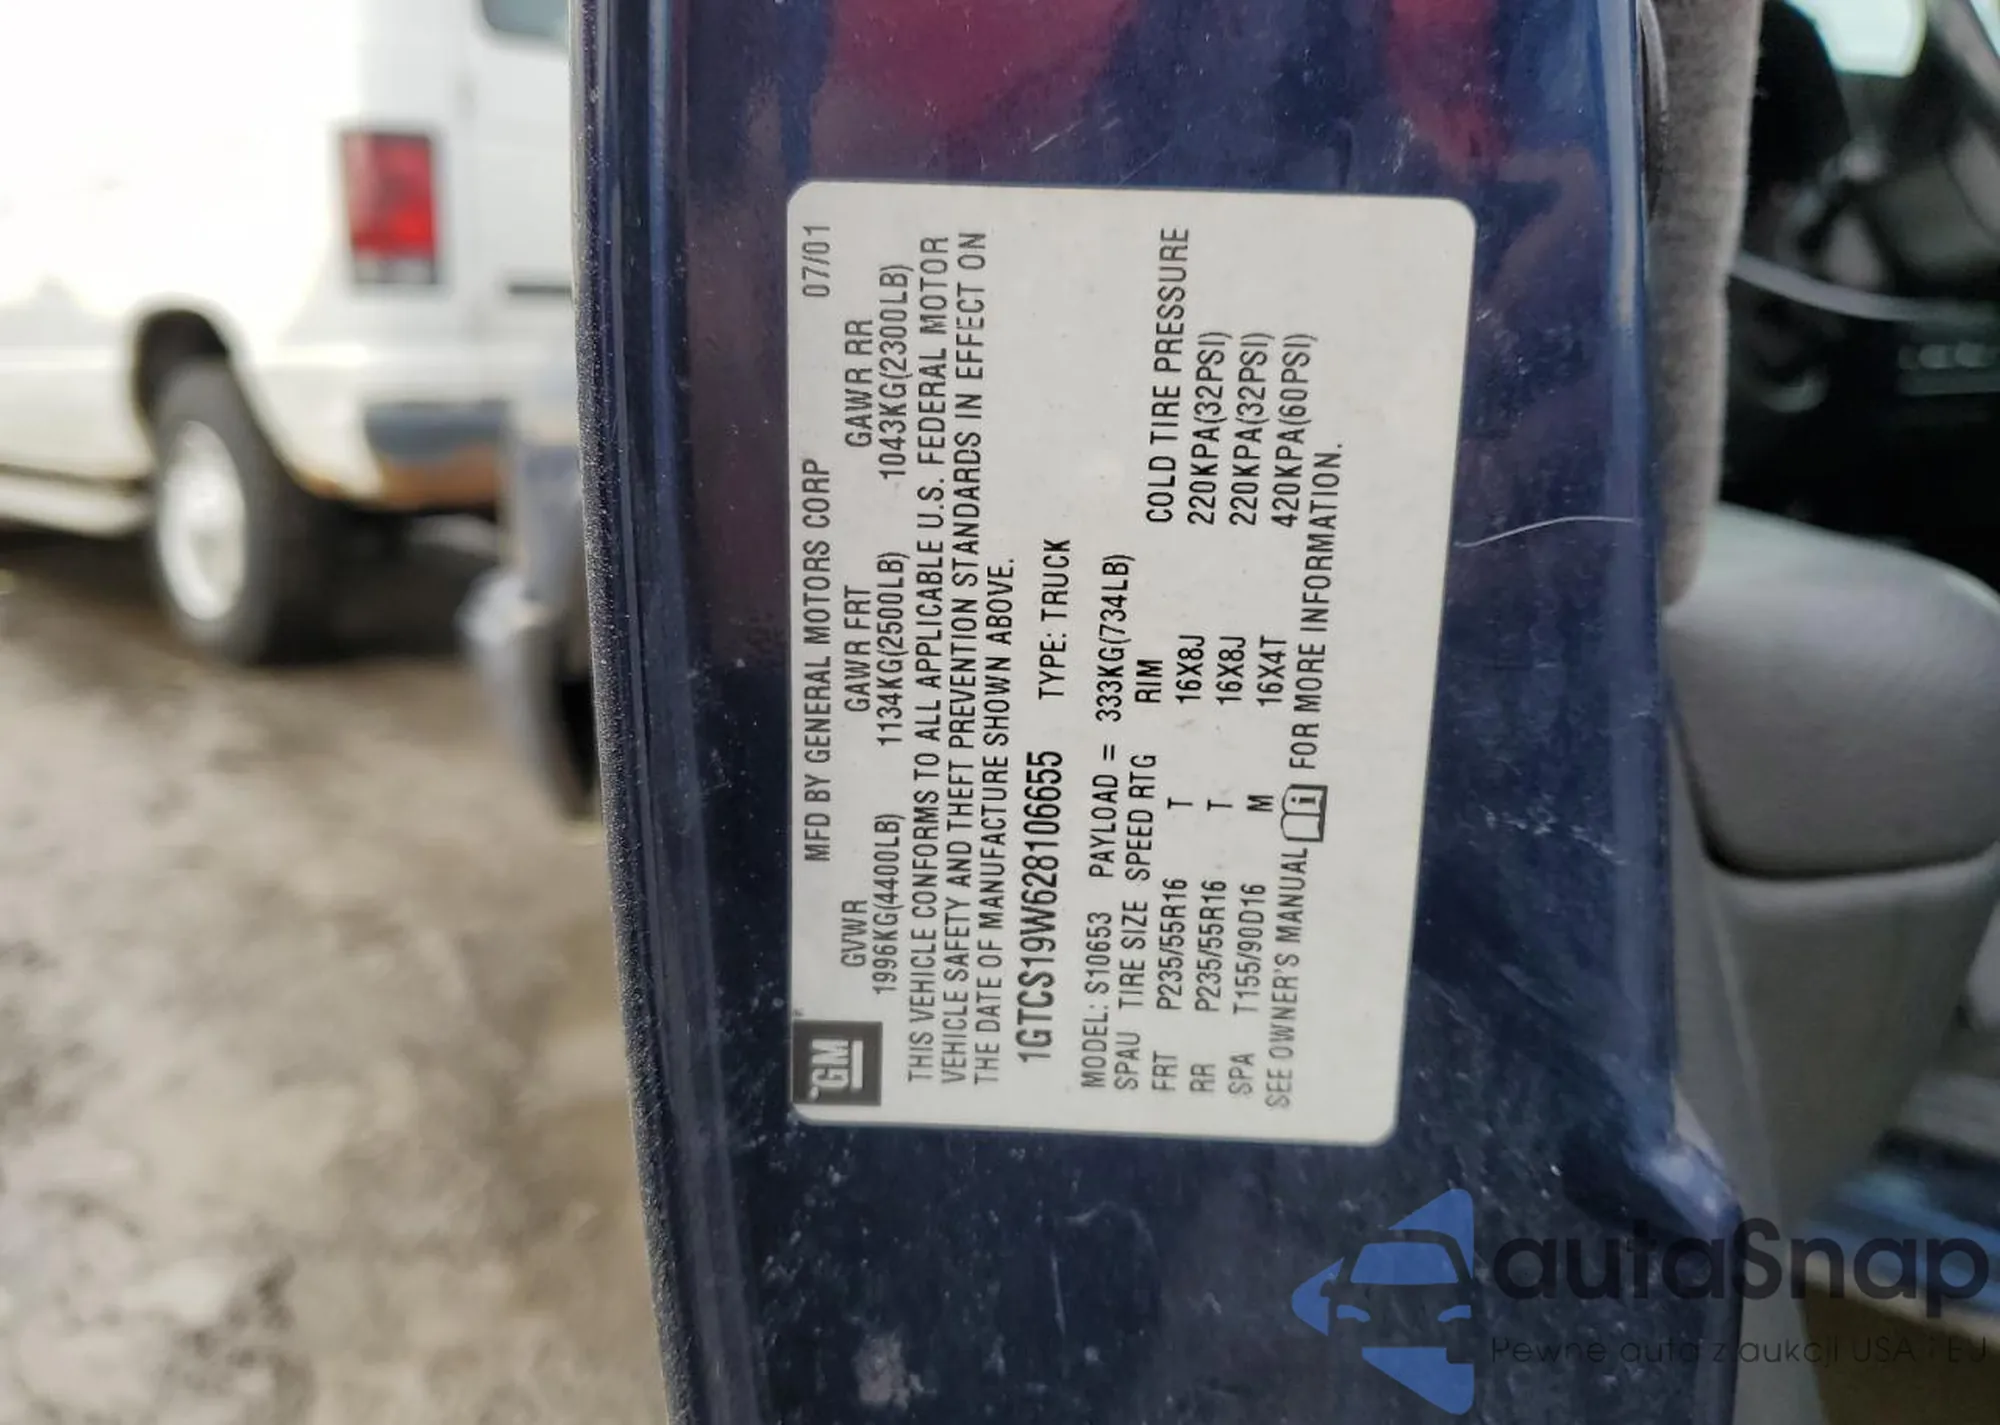 MFD BY GENERAL MOTORS CORP 07/01
GVWR GAWR FRT GAWR RR
1996KG(4400LB) 1134KG(2500LB) 1043KG(2300LB)
THIS VEHICLE CONFORMS TO ALL APPLICABLE U.S. FEDERAL MOTOR
VEHICLE SAFETY AND THEFT PREVENTION STANDARDS IN EFFECT ON
THE DATE OF MANUFACTURE SHOWN ABOVE.
GM
1GTCS19W628106655 TYPE: TRUCK
MODEL: S10653 PAYLOAD = 333KG(734LB)
SPAU TIRE SIZE SPEED RTG RIM COLD TIRE PRESSURE
FRT P235/55R16 T 16X8J 220KPA(32PSI)
RR P235/55R16 T 16X8J 220KPA(32PSI)
SPA T155/90D16 M 16X4T 420KPA(60PSI)
SEE OWNER'S MANUAL FOR MORE INFORMATION.
autaSnap
Pewne auta z aukcji USA i EU